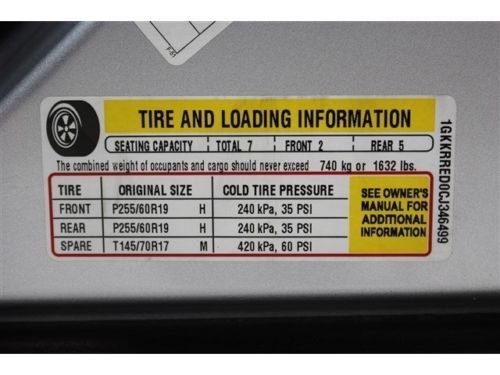 TIRE AND LOADING INFORMATION
SEATING CAPACITY TOTAL 7 FRONT 2 REAR 5
The combined weight of occupants and cargo should never exceed 740 kg or 1632 lbs.
TIRE ORIGINAL SIZE COLD TIRE PRESSURE
FRONT P255/60R19 H 240 kPa, 35 PSI
REAR P255/60R19 H 240 kPa, 35 PSI
SPARE T145/70R17 M 420 kPa, 60 PSI
SEE OWNER'S
MANUAL FOR
ADDITIONAL
INFORMATION
1GKKRRED0CJ346499